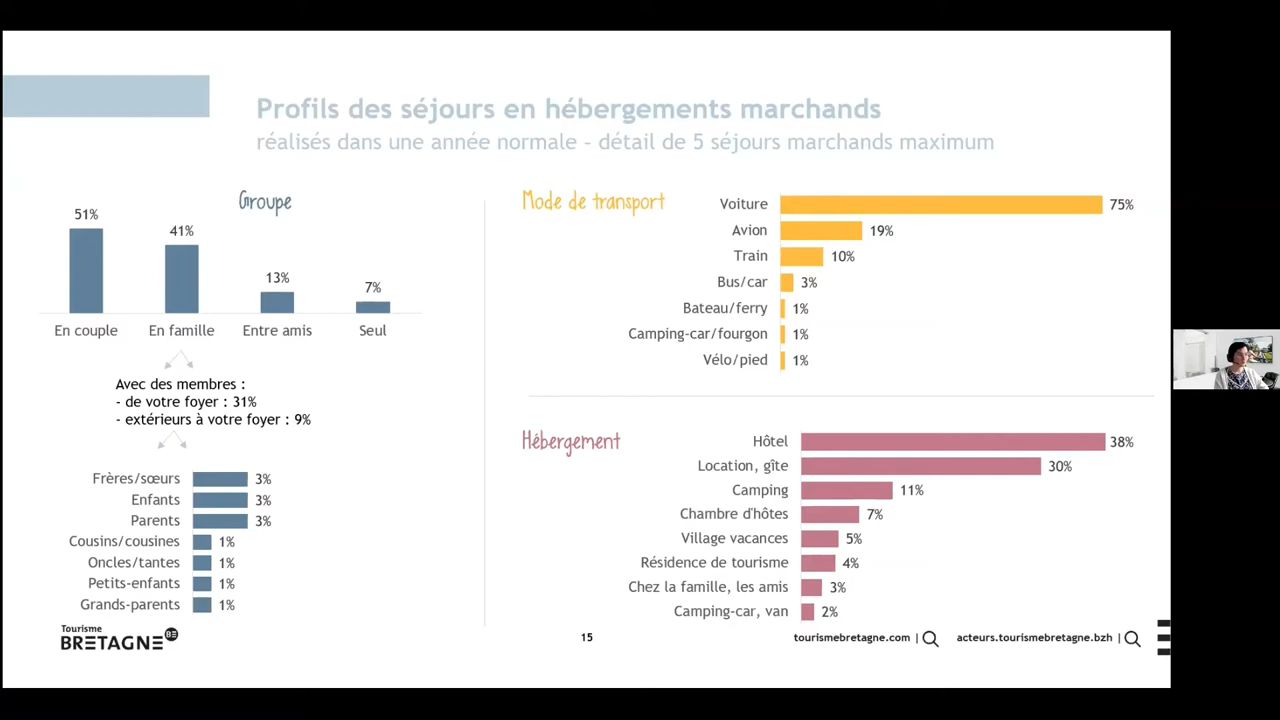 Profils des séjours en hébergements marchands
réalisés dans une année normale – détail de 5 séjours marchands maximum
Groupe
51%
41%
13%
7%
En couple
En famille
Entre amis
Seul
Avec des membres :
- de votre foyer : 31%
- extérieurs à votre foyer : 9%
Frères/sœurs 3%
Enfants 3%
Parents 3%
Cousins/cousines 1%
Oncles/tantes 1%
Petits-enfants 1%
Grands-parents 1%
Mode de transport
Voiture 75%
Avion 19%
Train 10%
Bus/car 3%
Bateau/ferry 1%
Camping-car/fourgon 1%
Vélo/pied 1%
Hébergement
Hôtel 38%
Location, gîte 30%
Camping 11%
Chambre d'hôtes 7%
Village vacances 5%
Résidence de tourisme 4%
Chez la famille, les amis 3%
Camping-car, van 2%
Tourisme
BRETAGNE
15
tourismebretagne.com |
acteurs.tourismebretagne.bzh |